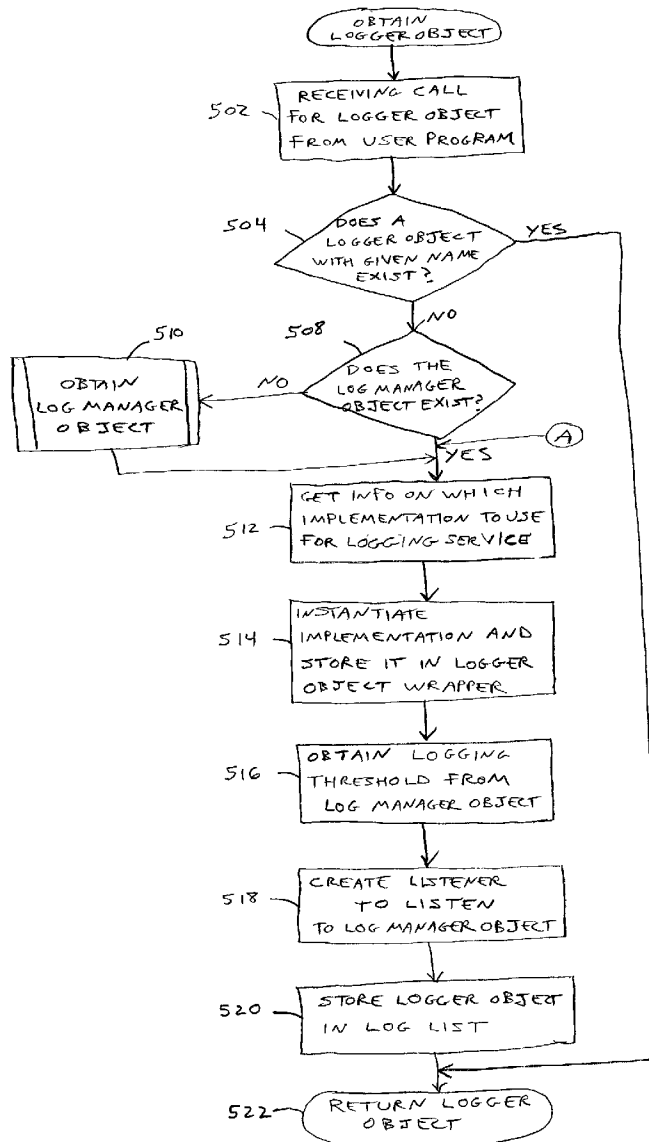 OBTAIN
LOGGER OBJECT
502
RECEIVING CALL
FOR LOGGER OBJECT
FROM USER PROGRAM
504
DOES A
LOGGER OBJECT
WITH GIVEN NAME
EXIST?
YES
NO
508
DOES THE
LOG MANAGER
OBJECT EXIST?
NO
510
OBTAIN
LOG MANAGER
OBJECT
A
YES
512
GET INFO ON WHICH
IMPLEMENTATION TO USE
FOR LOGGING SERVICE
514
INSTANTIATE
IMPLEMENTATION AND
STORE IT IN LOGGER
OBJECT WRAPPER
516
OBTAIN LOGGING
THRESHOLD FROM
LOG MANAGER OBJECT
518
CREATE LISTENER
TO LISTEN
TO LOG MANAGER OBJECT
520
STORE LOGGER OBJECT
IN LOG LIST
522
RETURN LOGGER
OBJECT